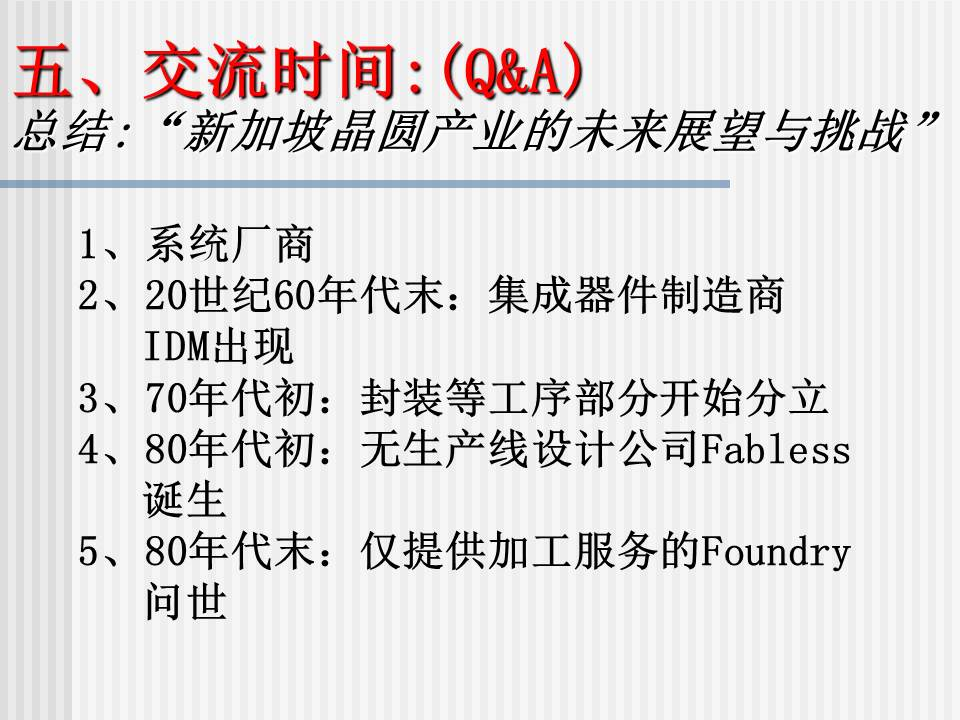 五、交流时间:(Q&A)
总结:“新加坡晶圆产业的未来展望与挑战”
1、系统厂商
2、20世纪60年代末：集成器件制造商
IDM出现
3、70年代初：封装等工序部分开始分立
4、80年代初：无生产线设计公司Fabless
诞生
5、80年代末：仅提供加工服务的Foundry
问世